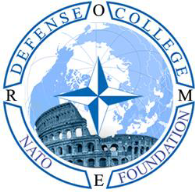 DEFENSE COLLEGE
R O M E
NATO FOUNDATION